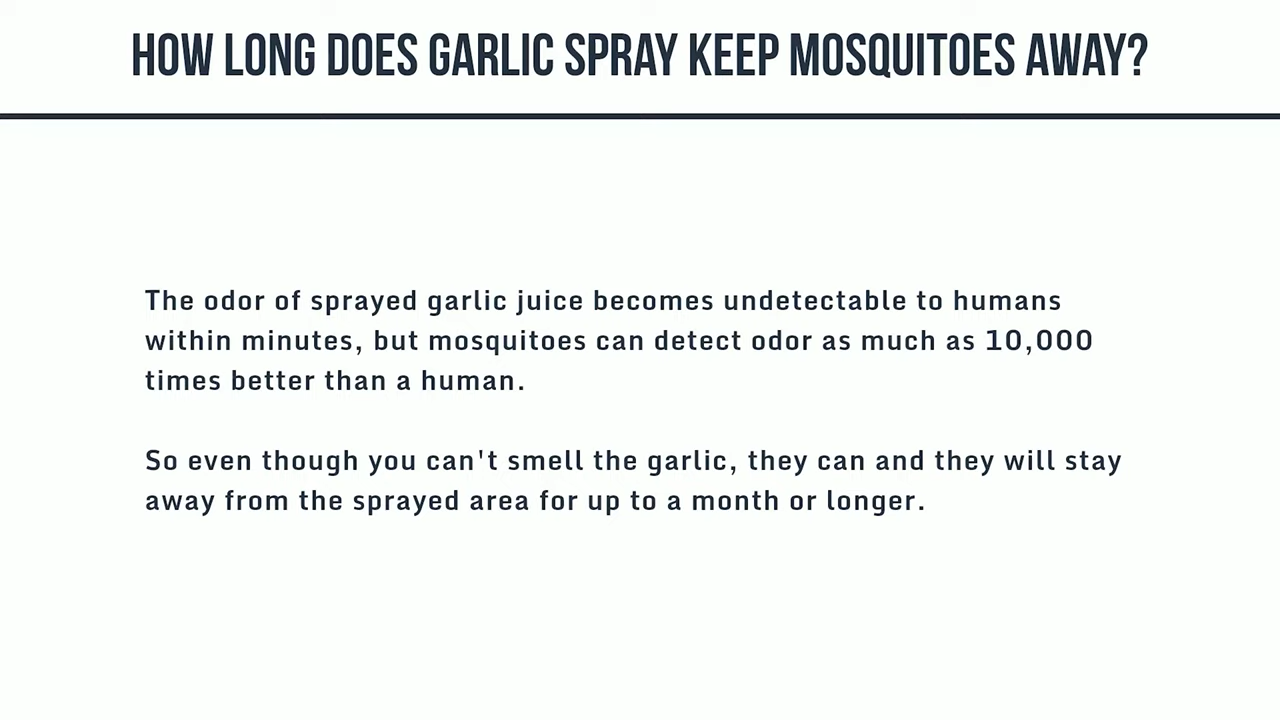 HOW LONG DOES GARLIC SPRAY KEEP MOSQUITOES AWAY?
The odor of sprayed garlic juice becomes undetectable to humans
within minutes, but mosquitoes can detect odor as much as 10,000
times better than a human.
So even though you can't smell the garlic, they can and they will stay
away from the sprayed area for up to a month or longer.